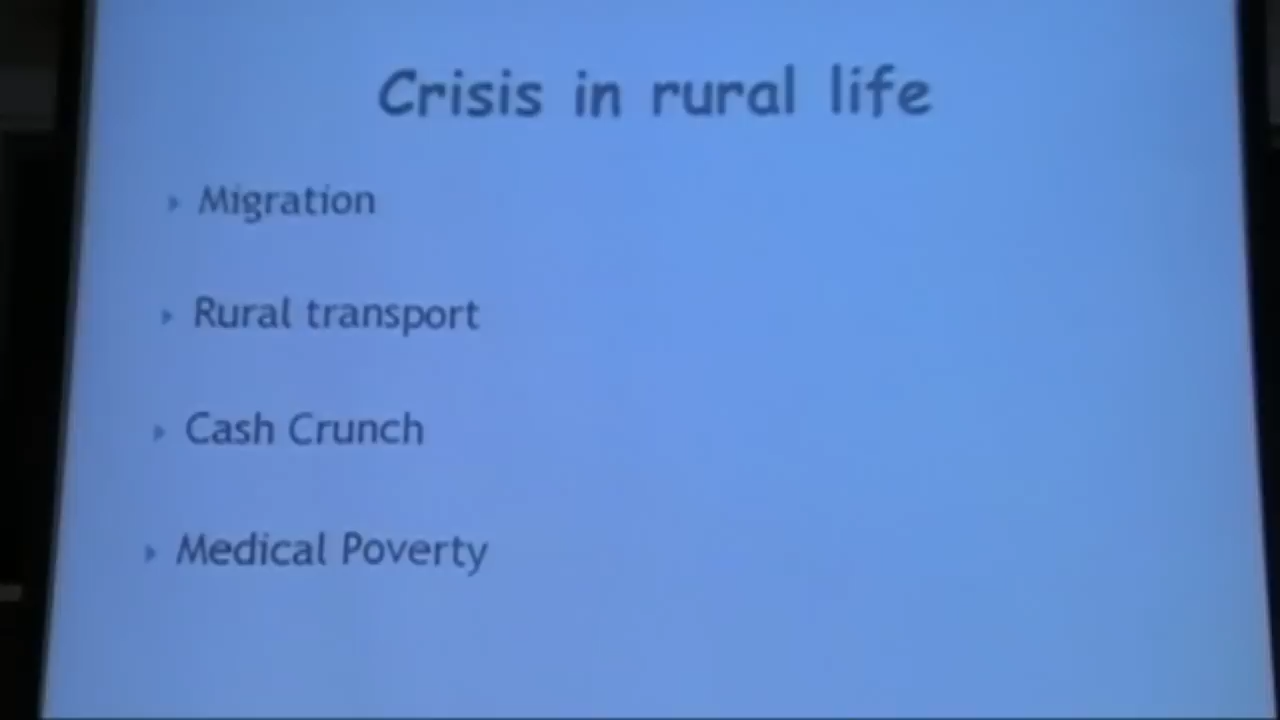 Crisis in rural life
Migration
Rural transport
Cash Crunch
Medical Poverty